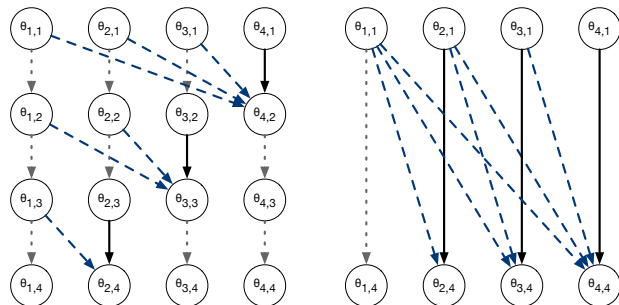 θ1,1 θ2,1 θ3,1 θ4,1 θ1,1 θ2,1 θ3,1 θ4,1
θ1,2 θ2,2 θ3,2 θ4,2
θ1,3 θ2,3 θ3,3 θ4,3
θ1,4 θ2,4 θ3,4 θ4,4 θ1,4 θ2,4 θ3,4 θ4,4